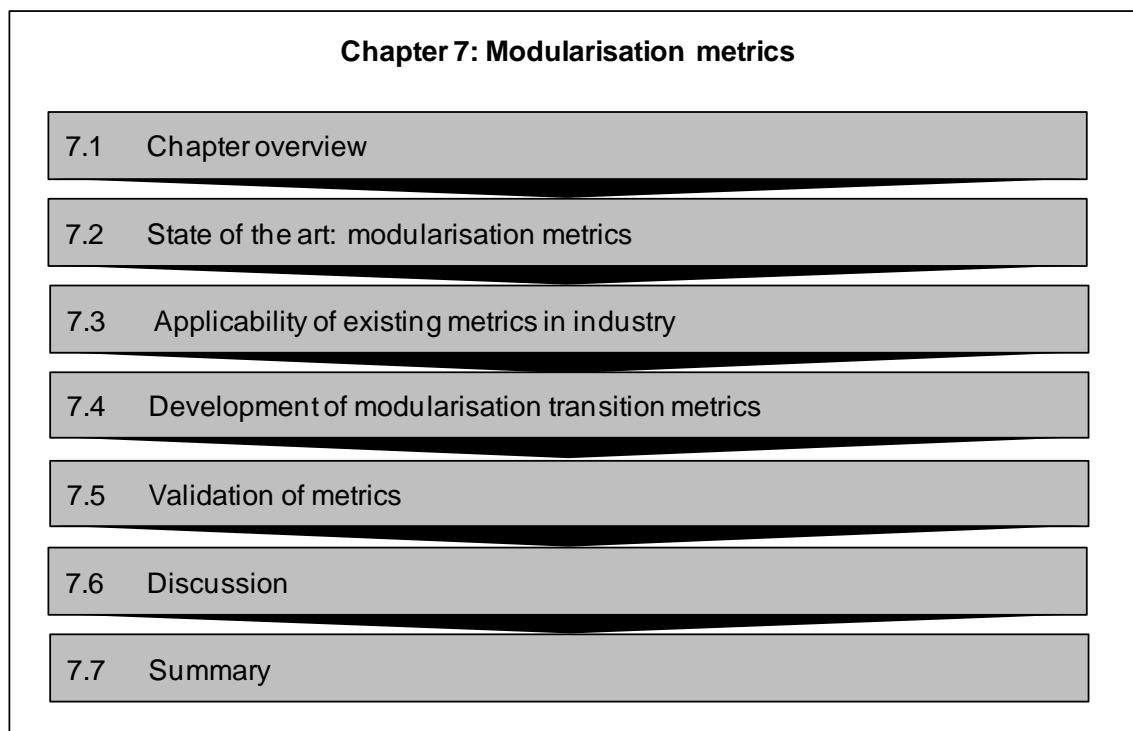 Chapter 7: Modularisation metrics
7.1 Chapter overview
7.2 State of the art: modularisation metrics
7.3 Applicability of existing metrics in industry
7.4 Development of modularisation transition metrics
7.5 Validation of metrics
7.6 Discussion
7.7 Summary